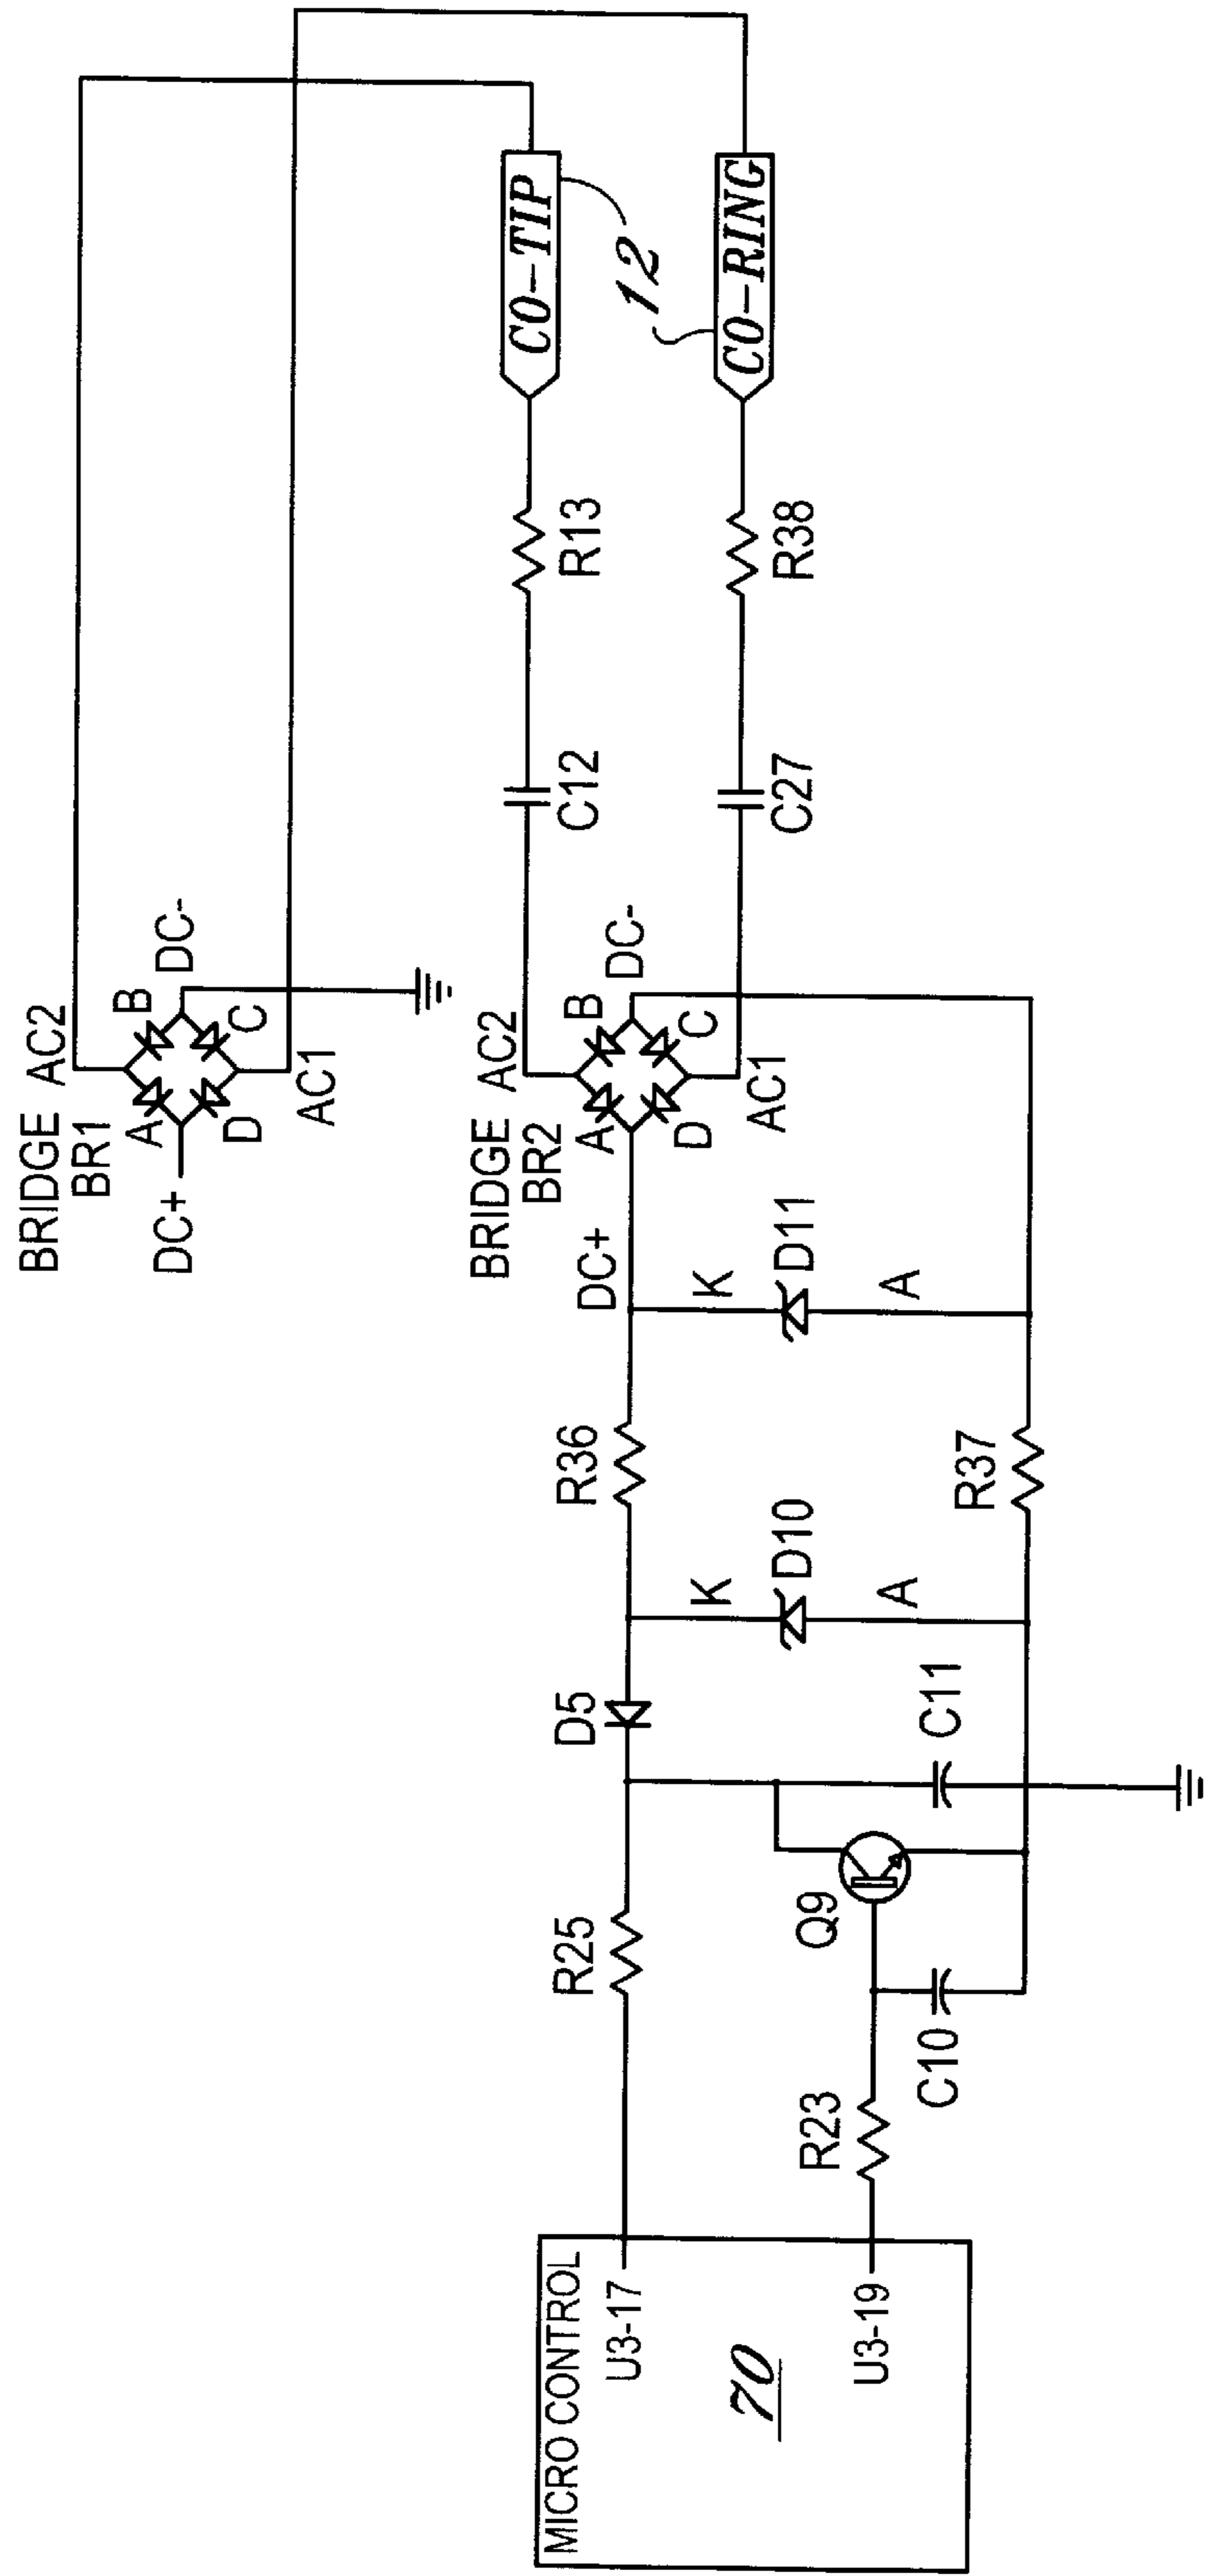 BRIDGE
BR1
AC2
A
B
DC+
DC-
D
C
AC1
BRIDGE
BR2
AC2
A
B
DC+
DC-
D
C
AC1
CO-TIP
CO-RING
12
R13
R38
C12
C27
R36
K
D11
A
R37
D5
K
D10
A
C11
R25
Q9
C10
R23
MICRO CONTROL
U3-17
70
U3-19